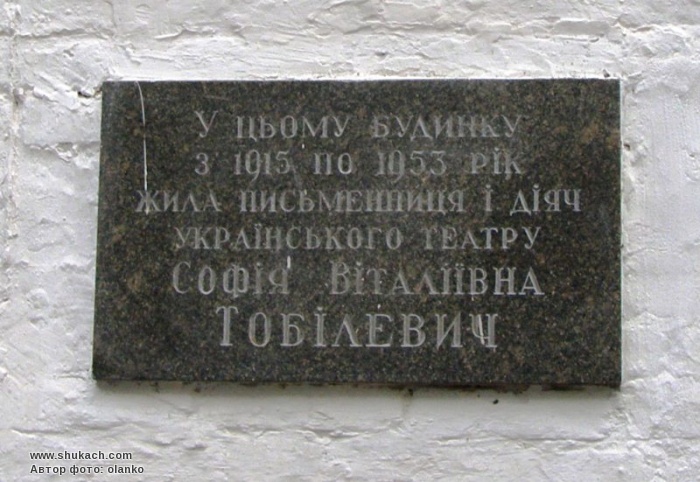 У ЦЬОМУ БУДИНКУ
З 1915 ПО 1953 РІК
ЖИЛА ПИСЬМЕННИЦЯ І ДІЯЧ
УКРАЇНСЬКОГО ТЕАТРУ
СОФІЯ ВІТАЛІЇВНА
ТОБІЛЕВИЧ
www.shukach.com
Автор фото: olanko